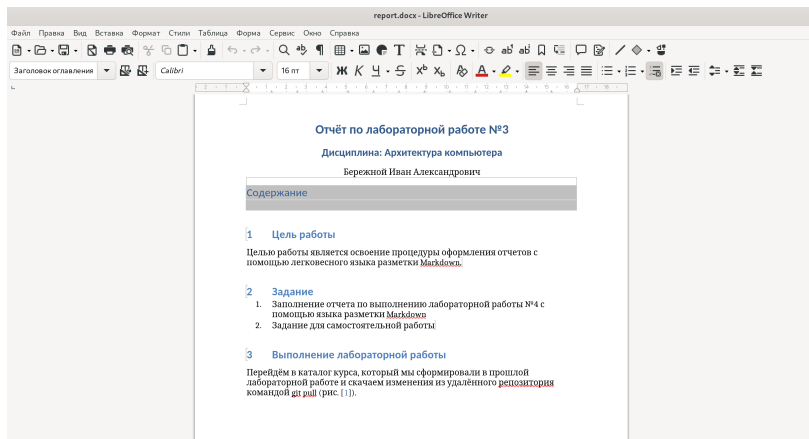 report.docx - LibreOffice Writer
Файл Правка Вид Вставка Формат Стили Таблица Форма Сервис Окно Справка
Заголовок оглавления Calibri 16 пт Ж К Ч S
Отчёт по лабораторной работе №3
Дисциплина: Архитектура компьютера
Бережной Иван Александрович
Содержание
1 Цель работы
Целью работы является освоение процедуры оформления отчетов с
помощью легковесного языка разметки Markdown.
2 Задание
1. Заполнение отчета по выполнению лабораторной работы №4 с
помощью языка разметки Markdown
2. Задание для самостоятельной работы
3 Выполнение лабораторной работы
Перейдём в каталог курса, который мы сформировали в прошлой
лабораторной работе и скачаем изменения из удалённого репозитория
командой git pull (рис. [1]).